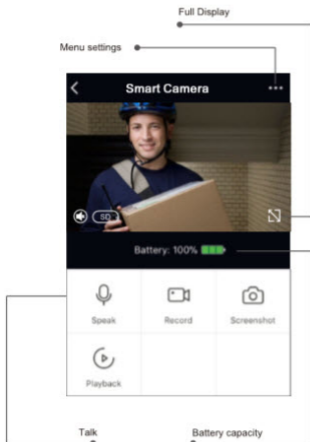 Full Display
Menu settings
Smart Camera
SD
Battery: 100%
Speak
Record
Screenshot
Playback
Talk
Battery capacity